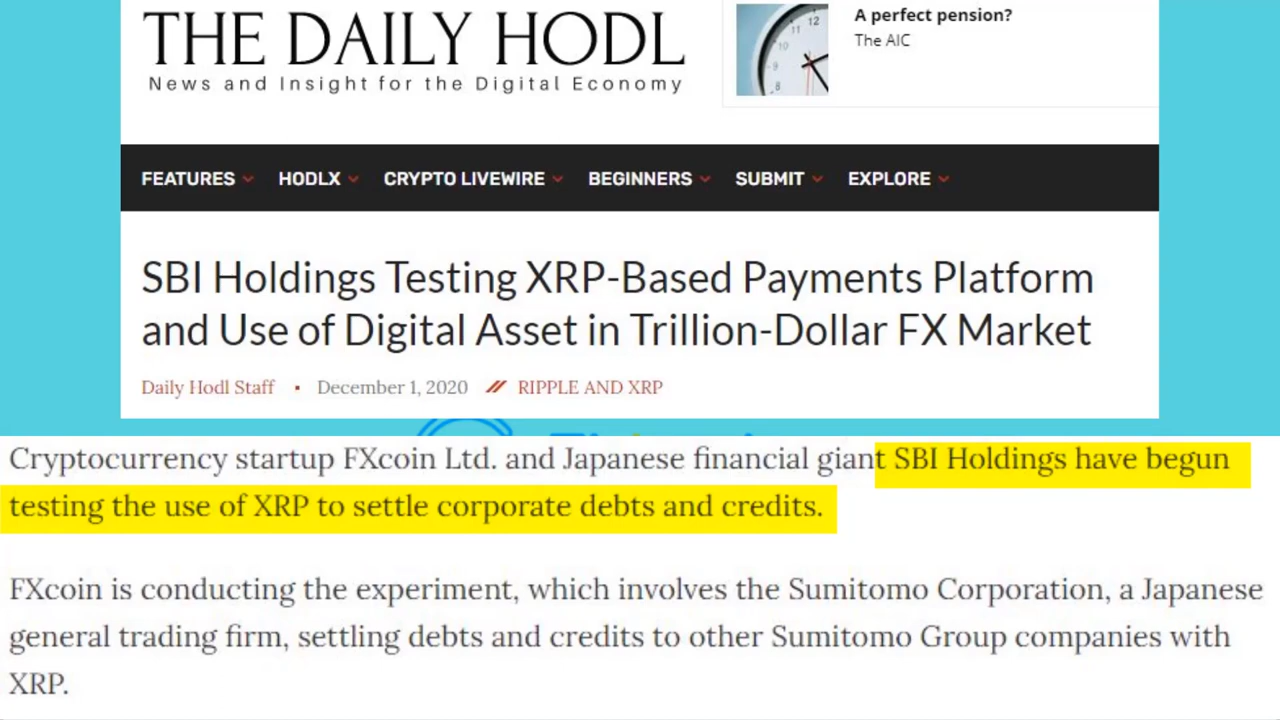 THE DAILY HODL
News and Insight for the Digital Economy
A perfect pension?
The AIC
FEATURES HODLX CRYPTO LIVEWIRE BEGINNERS SUBMIT EXPLORE
SBI Holdings Testing XRP-Based Payments Platform
and Use of Digital Asset in Trillion-Dollar FX Market
Daily Hodl Staff • December 1, 2020 // RIPPLE AND XRP
Cryptocurrency startup FXcoin Ltd. and Japanese financial giant SBI Holdings have begun
testing the use of XRP to settle corporate debts and credits.
FXcoin is conducting the experiment, which involves the Sumitomo Corporation, a Japanese
general trading firm, settling debts and credits to other Sumitomo Group companies with
XRP.